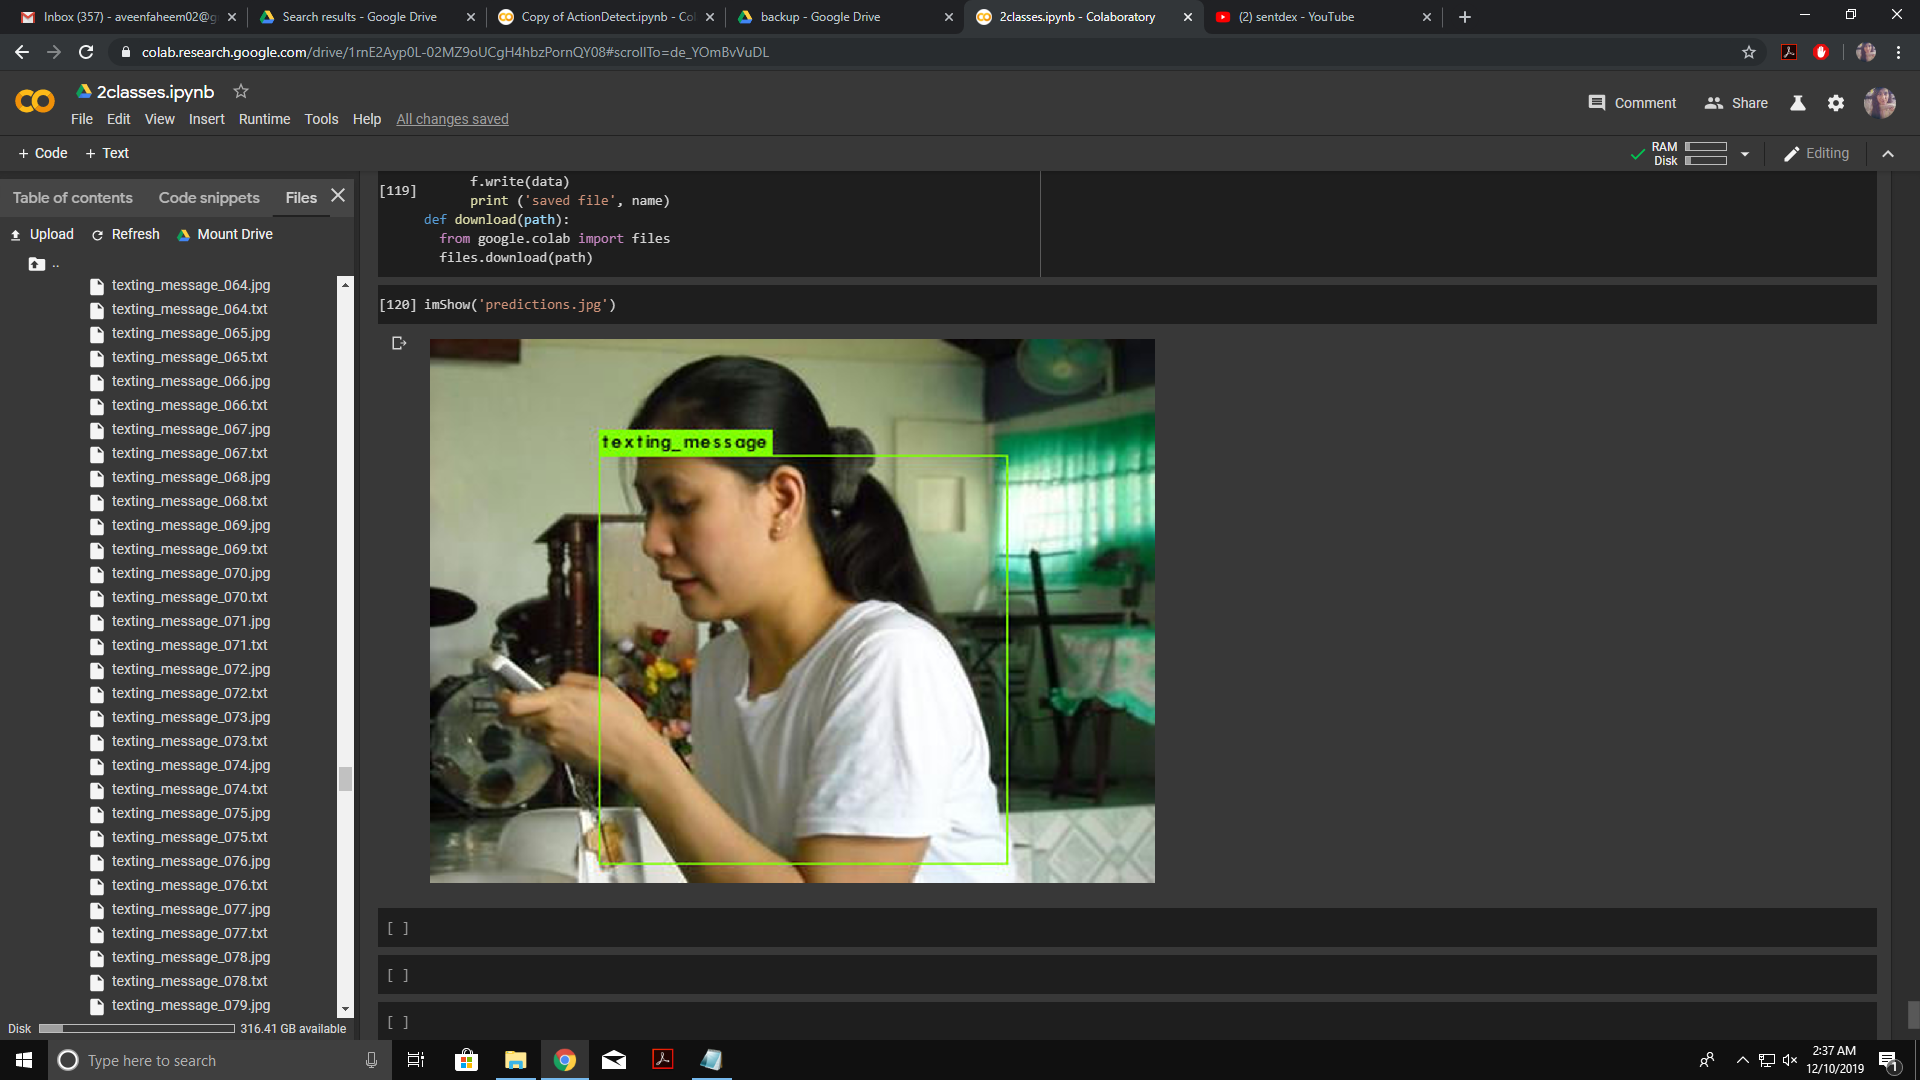 Inbox (357) - aveenfaheem02@g
Search results - Google Drive
Copy of ActionDetect.ipynb - Co
backup - Google Drive
2classes.ipynb - Colaboratory
(2) sentdex - YouTube
colab.research.google.com/drive/1rnE2Ayp0L-02MZ9oUCgH4hbzPornQY08#scrollTo=de_YOmBvVuDL
2classes.ipynb
Comment
Share
File Edit View Insert Runtime Tools Help All changes saved
+ Code + Text
RAM
Disk
Editing
Table of contents Code snippets Files
Upload Refresh Mount Drive
..
texting_message_064.jpg
texting_message_064.txt
texting_message_065.jpg
texting_message_065.txt
texting_message_066.jpg
texting_message_066.txt
texting_message_067.jpg
texting_message_067.txt
texting_message_068.jpg
texting_message_068.txt
texting_message_069.jpg
texting_message_069.txt
texting_message_070.jpg
texting_message_070.txt
texting_message_071.jpg
texting_message_071.txt
texting_message_072.jpg
texting_message_072.txt
texting_message_073.jpg
texting_message_073.txt
texting_message_074.jpg
texting_message_074.txt
texting_message_075.jpg
texting_message_075.txt
texting_message_076.jpg
texting_message_076.txt
texting_message_077.jpg
texting_message_077.txt
texting_message_078.jpg
texting_message_078.txt
texting_message_079.jpg
Disk 316.41 GB available
[119]
f.write(data)
print ('saved file', name)
def download(path):
from google.colab import files
files.download(path)
[120] imShow('predictions.jpg')
texting_message
[ ]
[ ]
[ ]
Type here to search
2:37 AM
12/10/2019
1